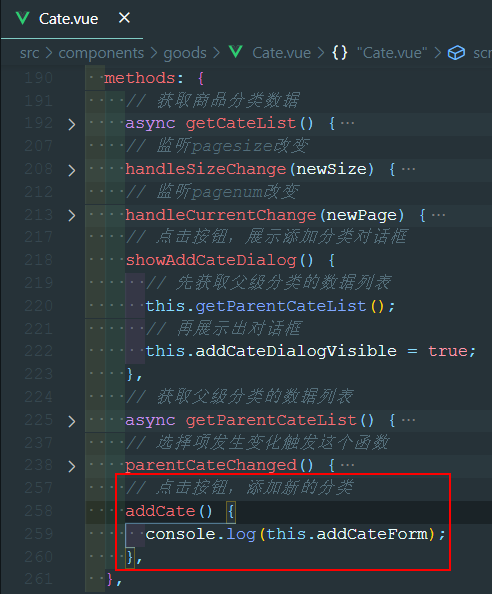 Cate.vue ×
src > components > goods > Cate.vue > {} "Cate.vue" > scr
190 methods: {
191 // 获取商品分类数据
192 > async getCateList() { ···
207 // 监听pagesize改变
208 > handleSizeChange(newSize) { ···
212 // 监听pagenum改变
213 > handleCurrentChange(newPage) { ···
217 // 点击按钮，展示添加分类对话框
218 showAddCateDialog() {
219 // 先获取父级分类的数据列表
220 this.getParentCateList();
221 // 再展示出对话框
222 this.addCateDialogVisible = true;
223 },
224 // 获取父级分类的数据列表
225 > async getParentCateList() { ···
237 // 选择项发生变化触发这个函数
238 > parentCateChanged() { ···
257 // 点击按钮，添加新的分类
258 addCate() {
259 console.log(this.addCateForm);
260 },
261 },